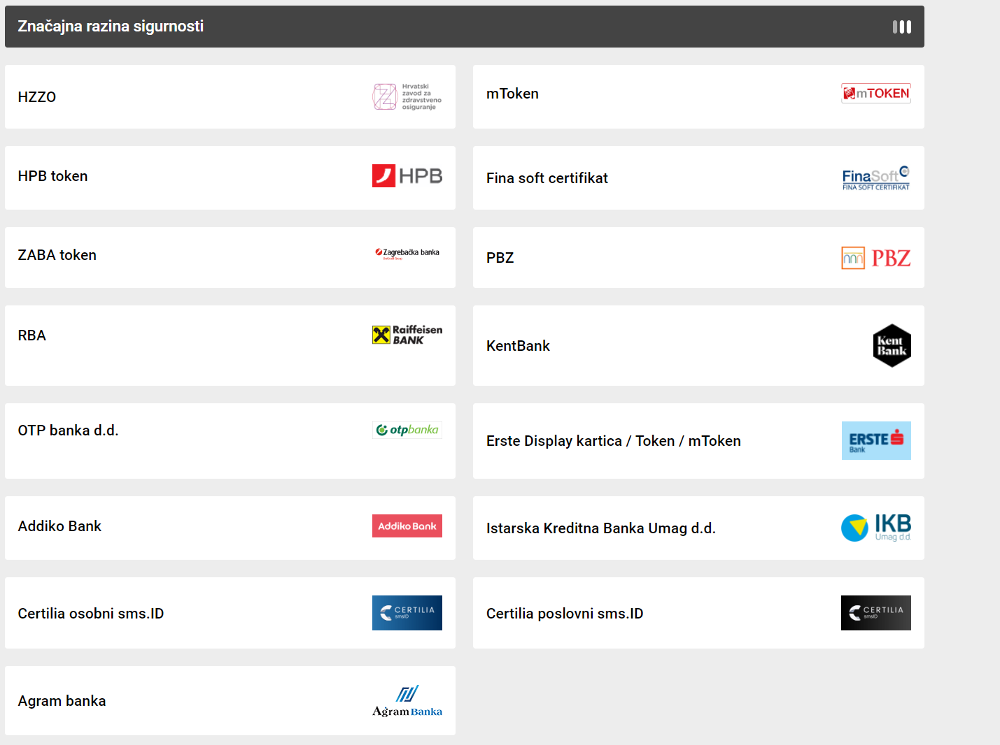 Značajna razina sigurnosti
HZZO
Hrvatski
zavod za
zdravstveno
osiguranje
mToken
mTOKEN
HPB token
HPB
Fina soft certifikat
FinaSoft
FINA SOFT CERTIFIKAT
ZABA token
Zagrebačka banka
UniCredit Group
PBZ
PBZ
RBA
Raiffeisen
BANK
KentBank
Kent
Bank
OTP banka d.d.
otpbanka
Erste Display kartica / Token / mToken
ERSTE
Bank
Addiko Bank
Addiko Bank
Istarska Kreditna Banka Umag d.d.
IKB
Umag d.d.
Certilia osobni sms.ID
CERTILIA
smsID
Certilia poslovni sms.ID
CERTILIA
smsID
Agram banka
Agram Banka